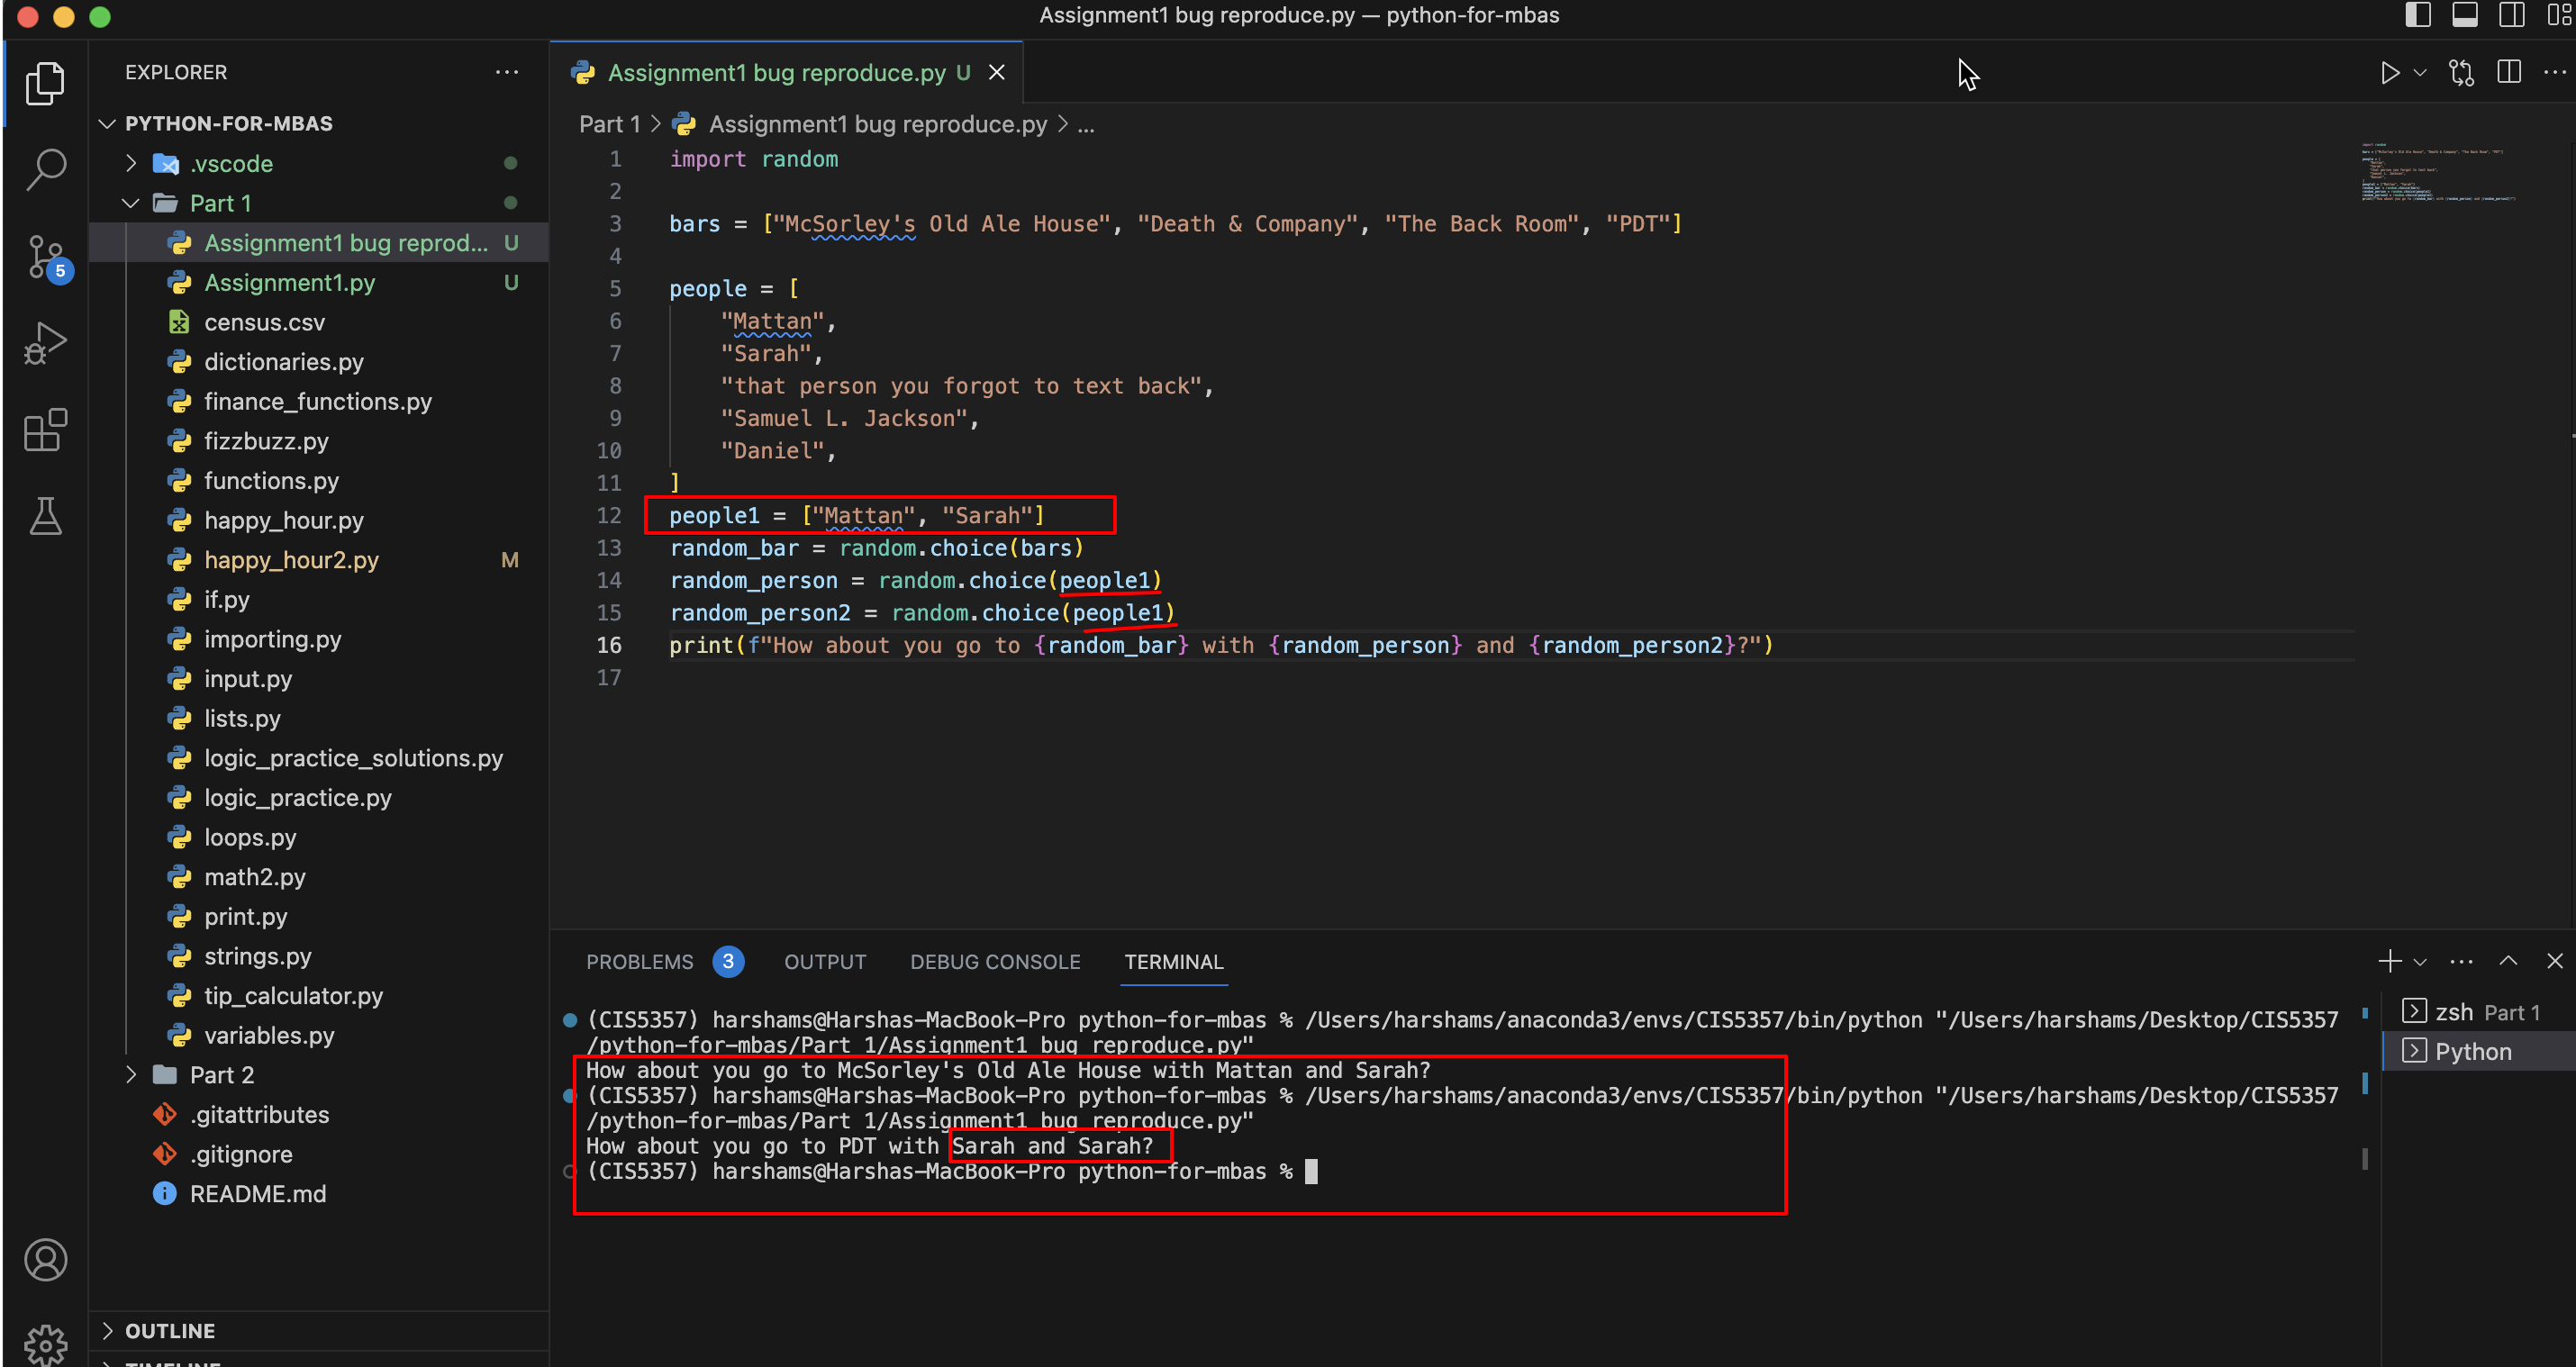 Assignment1 bug reproduce.py — python-for-mbas
EXPLORER
PYTHON-FOR-MBAS
.vscode
Part 1
Assignment1 bug reprod... U
Assignment1.py U
census.csv
dictionaries.py
finance_functions.py
fizzbuzz.py
functions.py
happy_hour.py
happy_hour2.py M
if.py
importing.py
input.py
lists.py
logic_practice_solutions.py
logic_practice.py
loops.py
math2.py
print.py
strings.py
tip_calculator.py
variables.py
Part 2
.gitattributes
.gitignore
README.md
OUTLINE
TIMELINE
5
Assignment1 bug reproduce.py U
Part 1 > Assignment1 bug reproduce.py > ...
1 import random
2
3 bars = ["McSorley's Old Ale House", "Death & Company", "The Back Room", "PDT"]
4
5 people = [
6 "Mattan",
7 "Sarah",
8 "that person you forgot to text back",
9 "Samuel L. Jackson",
10 "Daniel",
11 ]
12 people1 = ["Mattan", "Sarah"]
13 random_bar = random.choice(bars)
14 random_person = random.choice(people1)
15 random_person2 = random.choice(people1)
16 print(f"How about you go to {random_bar} with {random_person} and {random_person2}?")
17
PROBLEMS 3 OUTPUT DEBUG CONSOLE TERMINAL
(CIS5357) harshams@Harshas-MacBook-Pro python-for-mbas % /Users/harshams/anaconda3/envs/CIS5357/bin/python "/Users/harshams/Desktop/CIS5357
/python-for-mbas/Part 1/Assignment1 bug reproduce.py"
How about you go to McSorley's Old Ale House with Mattan and Sarah?
(CIS5357) harshams@Harshas-MacBook-Pro python-for-mbas % /Users/harshams/anaconda3/envs/CIS5357/bin/python "/Users/harshams/Desktop/CIS5357
/python-for-mbas/Part 1/Assignment1 bug reproduce.py"
How about you go to PDT with Sarah and Sarah?
(CIS5357) harshams@Harshas-MacBook-Pro python-for-mbas %
zsh Part 1
Python